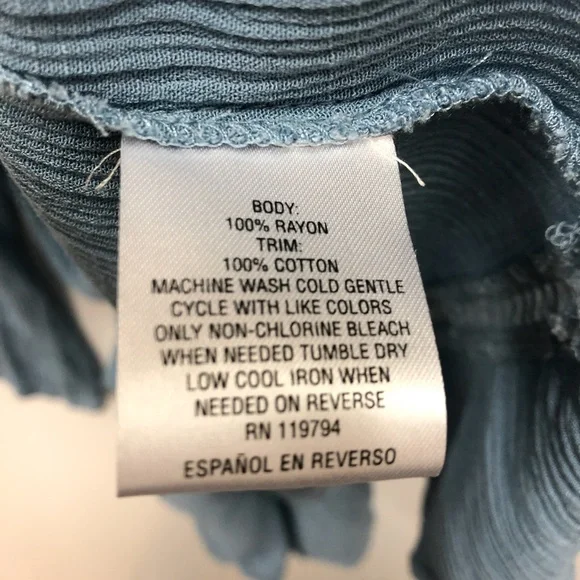 BODY:
100% RAYON
TRIM:
100% COTTON
MACHINE WASH COLD GENTLE
CYCLE WITH LIKE COLORS
ONLY NON-CHLORINE BLEACH
WHEN NEEDED TUMBLE DRY
LOW COOL IRON WHEN
NEEDED ON REVERSE
RN 119794
ESPAÑOL EN REVERSO